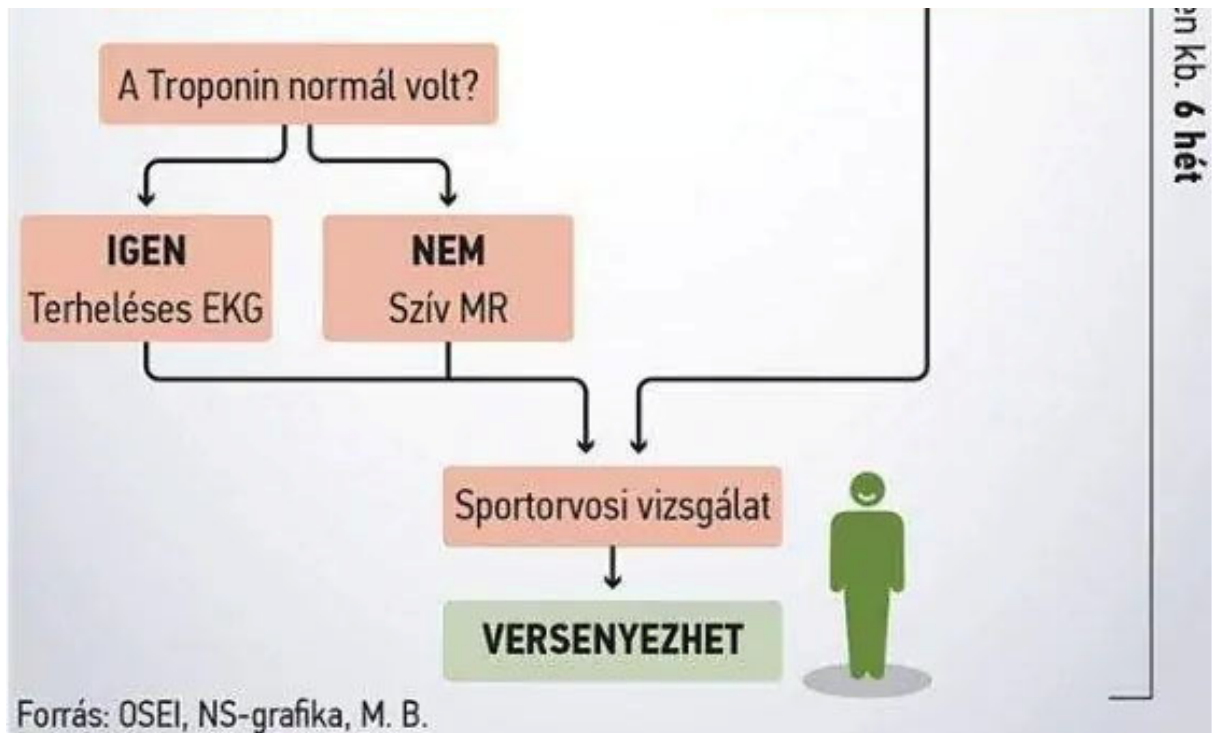 A Troponin normál volt?
IGEN
Terheléses EKG
NEM
Szív MR
Sportorvosi vizsgálat
VERSENYEZHET
kb. 6 hét
Forrás: OSEI, NS-grafika, M. B.